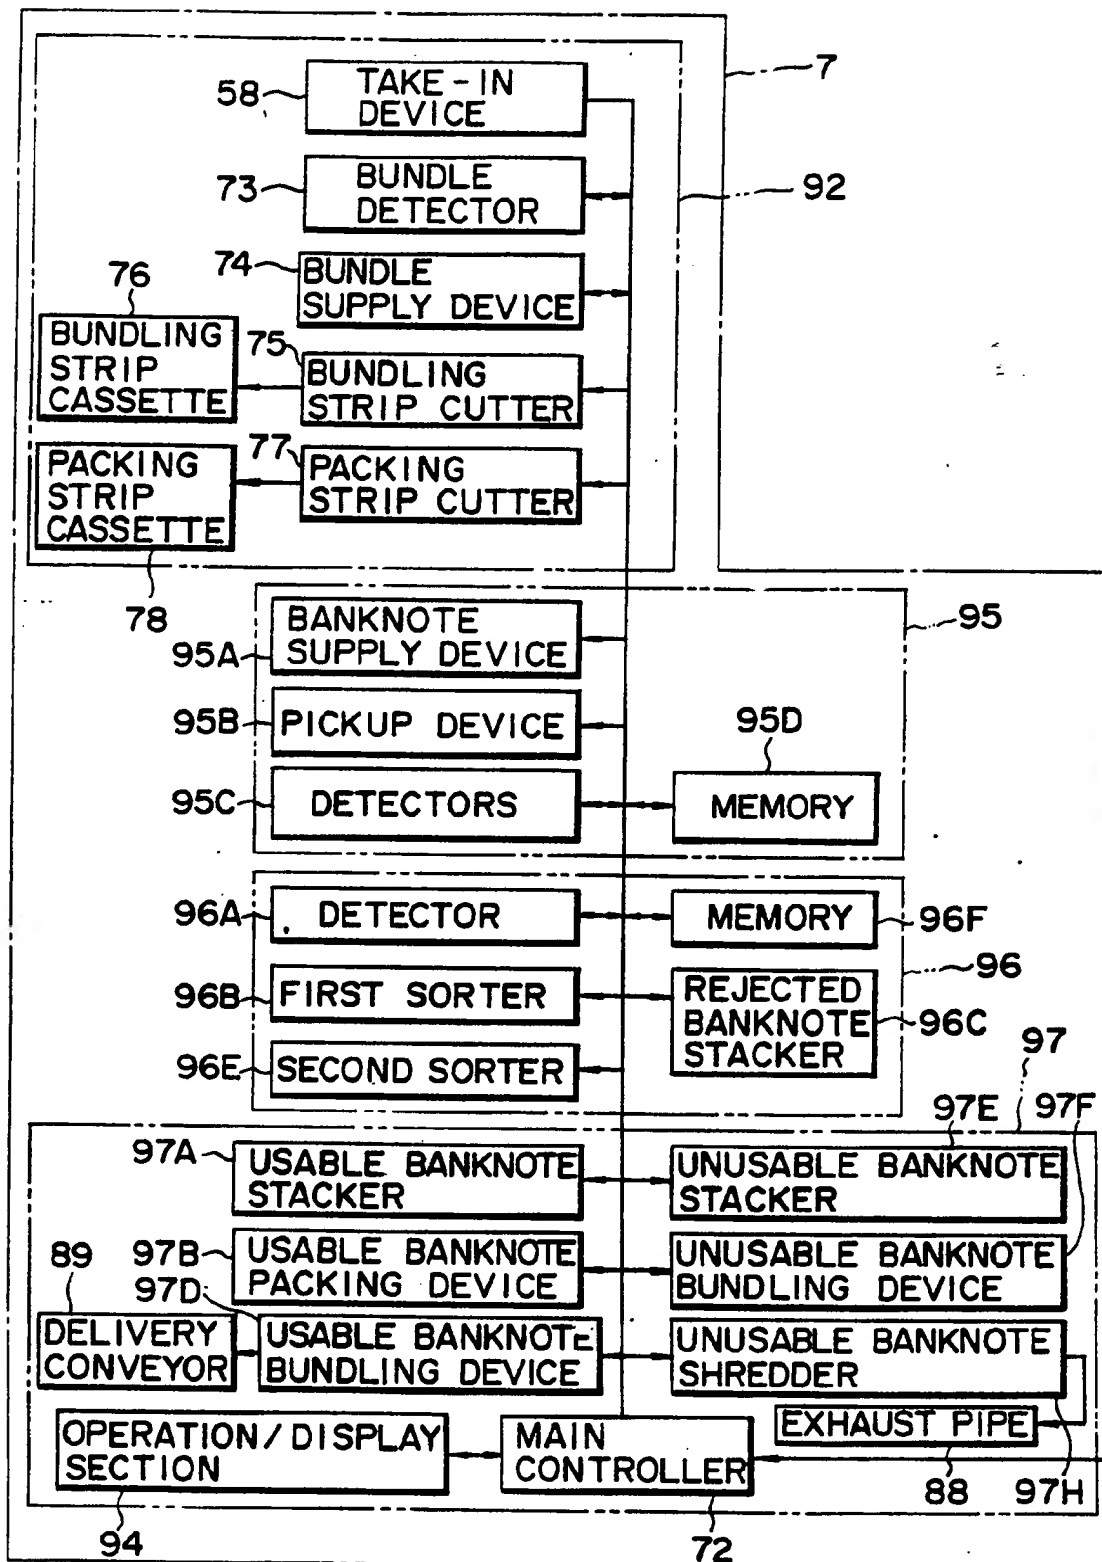 7
58
TAKE-IN
DEVICE
73
BUNDLE
DETECTOR
92
74
BUNDLE
SUPPLY DEVICE
76
BUNDLING
STRIP
CASSETTE
75
BUNDLING
STRIP CUTTER
PACKING
STRIP
CASSETTE
77
PACKING
STRIP CUTTER
78
95
95A
BANKNOTE
SUPPLY DEVICE
95B
PICKUP DEVICE
95D
95C
DETECTORS
MEMORY
96A
DETECTOR
MEMORY
96F
96
96B
FIRST SORTER
REJECTED
BANKNOTE
STACKER
96C
96E
SECOND SORTER
97
97E
97F
97A
USABLE BANKNOTE
STACKER
UNUSABLE BANKNOTE
STACKER
97B
USABLE BANKNOTE
PACKING DEVICE
UNUSABLE BANKNOTE
BUNDLING DEVICE
89
97D
DELIVERY
CONVEYOR
USABLE BANKNOTE
BUNDLING DEVICE
UNUSABLE BANKNOTE
SHREDDER
EXHAUST PIPE
OPERATION/DISPLAY
SECTION
MAIN
CONTROLLER
88
97H
94
72